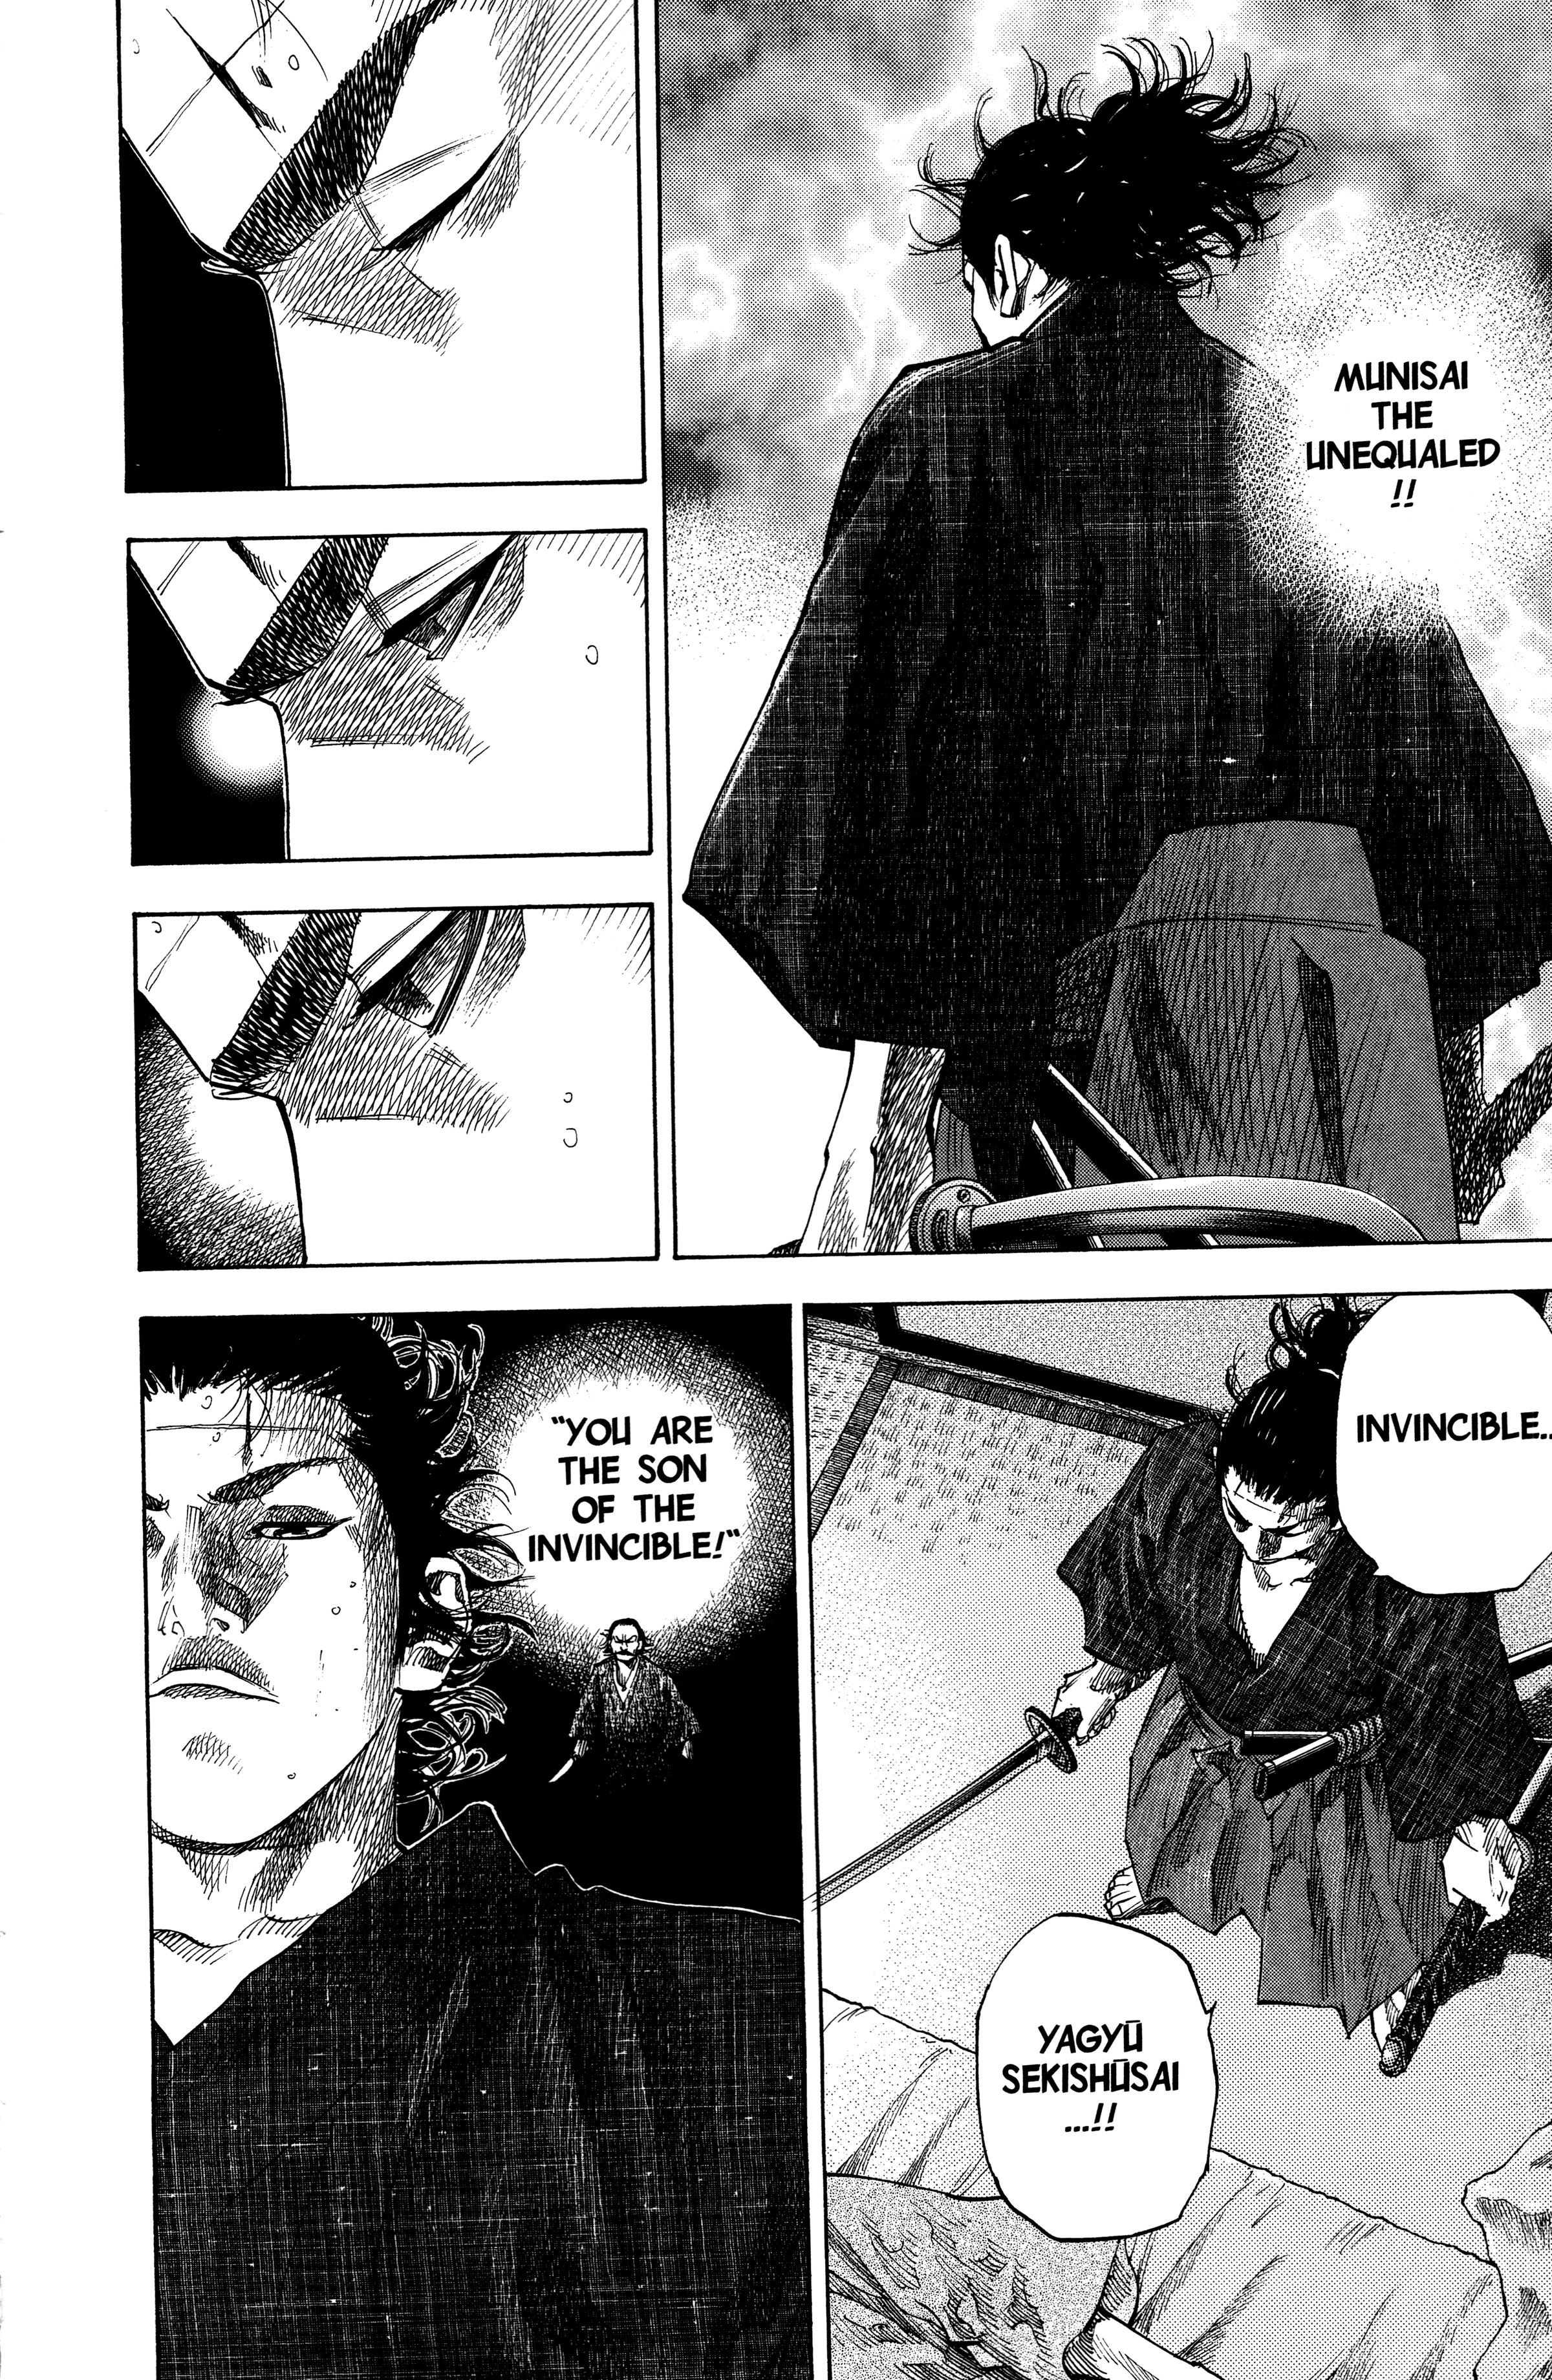 MUNISAI
THE
UNEQUALED
!!
INVINCIBLE..
YAGYŪ
SEKISHŪSAI
...!!
"YOU ARE
THE SON
OF THE
INVINCIBLE!"